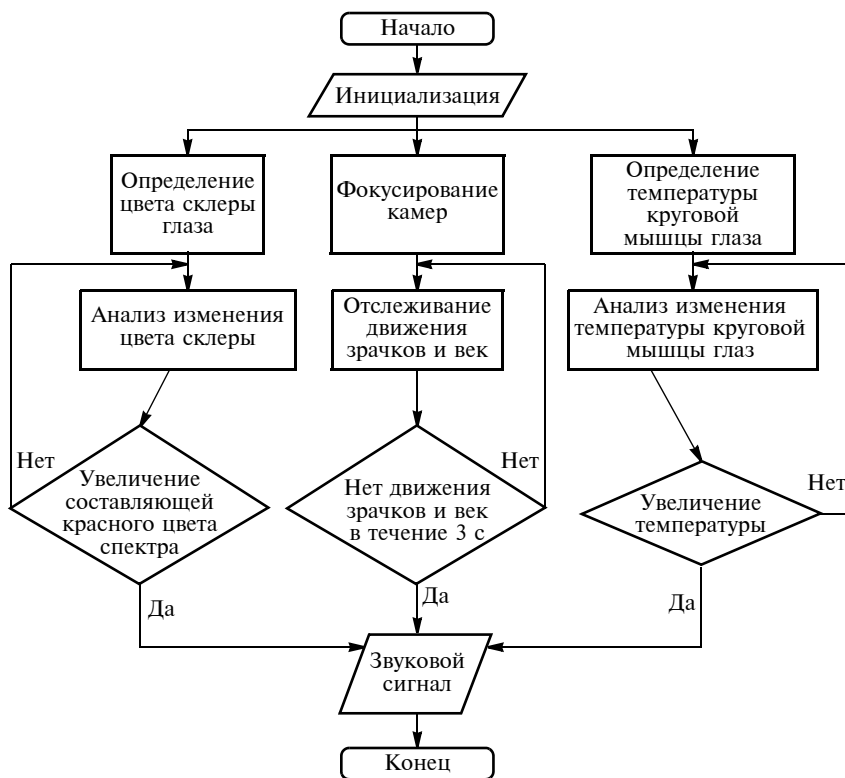 Начало
Инициализация
Определение
цвета склеры
глаза
Фокусирование
камер
Определение
температуры
круговой
мышцы глаза
Анализ изменения
цвета склеры
Отслеживание
движения
зрачков и век
Анализ изменения
температуры круговой
мышцы глаз
Нет
Увеличение
составляющей
красного цвета
спектра
Нет
Нет движения
зрачков и век
в течение 3 с
Нет
Увеличение
температуры
Да
Да
Да
Звуковой
сигнал
Конец